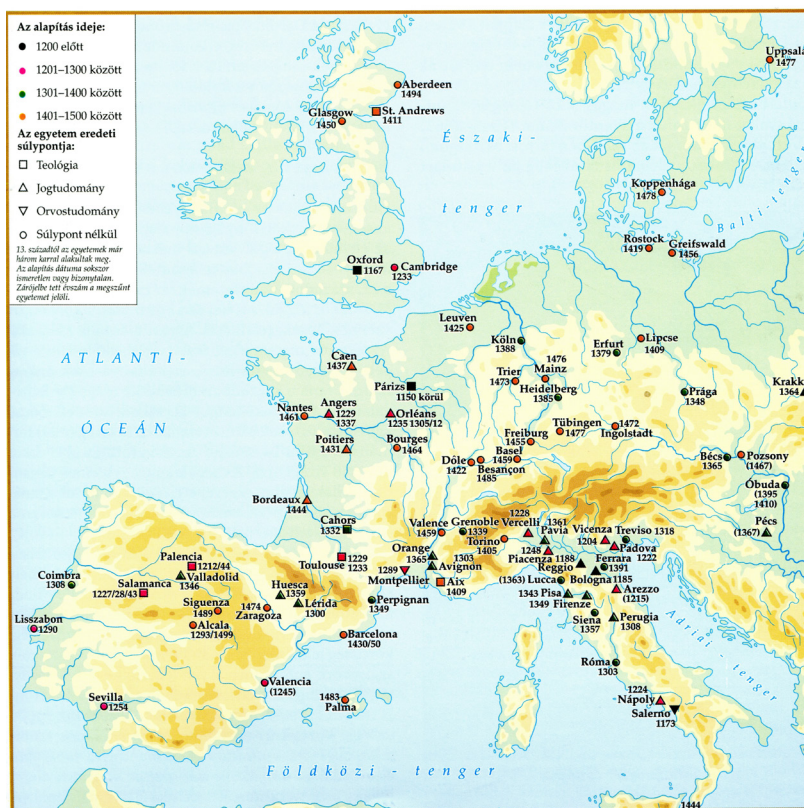 Az alapítás ideje:
1200 előtt
1201–1300 között
1301–1400 között
1401–1500 között
Az egyetem eredeti
súlypontja:
Teológia
Jogtudomány
Orvostudomány
Súlypont nélkül
13. századtól az egyetemek már
három karral alakultak meg.
Az alapítás dátuma sokszor
ismeretlen vagy bizonytalan.
Zárójelbe tett évszám a megszűnt
egyetemet jelöli.
Uppsala
1477
Aberdeen
1494
Glasgow
1450
St. Andrews
1411
Északi-
tenger
Koppenhága
1478
Balti-tenger
Rostock
1419
Greifswald
1456
Oxford
1167
Cambridge
1233
Leuven
1425
Köln
1388
Erfurt
1379
Lipcse
1409
ATLANTI-
ÓCEÁN
Caen
1437
Trier
1473
1476
Mainz
Heidelberg
1385
Párizs
1150 körül
Prága
1348
Krakk
1364
Nantes
1461
Angers
1229
1337
Orléans
1235 1305/12
Poitiers
1431
Bourges
1464
Freiburg
1455
Tübingen
1477
1472
Ingolstadt
Dôle
1422
Basel
1459
Besançon
1485
Bécs
1365
Pozsony
(1467)
Óbuda
(1395
1410)
Pécs
(1367)
Bordeaux
1444
Cahors
1332
Valence
1459
Grenoble
1339
1228
Vercelli
1361
Pavia
Torino
1405
Piacenza
1248
Vicenza
1204
Treviso 1318
Padova
1222
1188
Reggio
Ferrara
1391
Bologna
1185
Orange
1365
1303
Avignon
1229
1233
Toulouse
1289
Montpellier
Aix
1409
(1363) Lucca
1343 Pisa
1349 Firenze
Arezzo
(1215)
Siena
1357
Perugia
1308
Adriai - tenger
Palencia
1212/44
Valladolid
1346
Coimbra
1308
Salamanca
1227/28/43
Siguenza
1489
Alcala
1293/1499
Huesca
1359
Lérida
1300
1474
Zaragoza
Perpignan
1349
Barcelona
1430/50
Lisszabon
1290
Sevilla
1254
Valencia
(1245)
1483
Palma
Róma
1303
1224
Nápoly
Salerno
1173
Földközi - tenger
1444